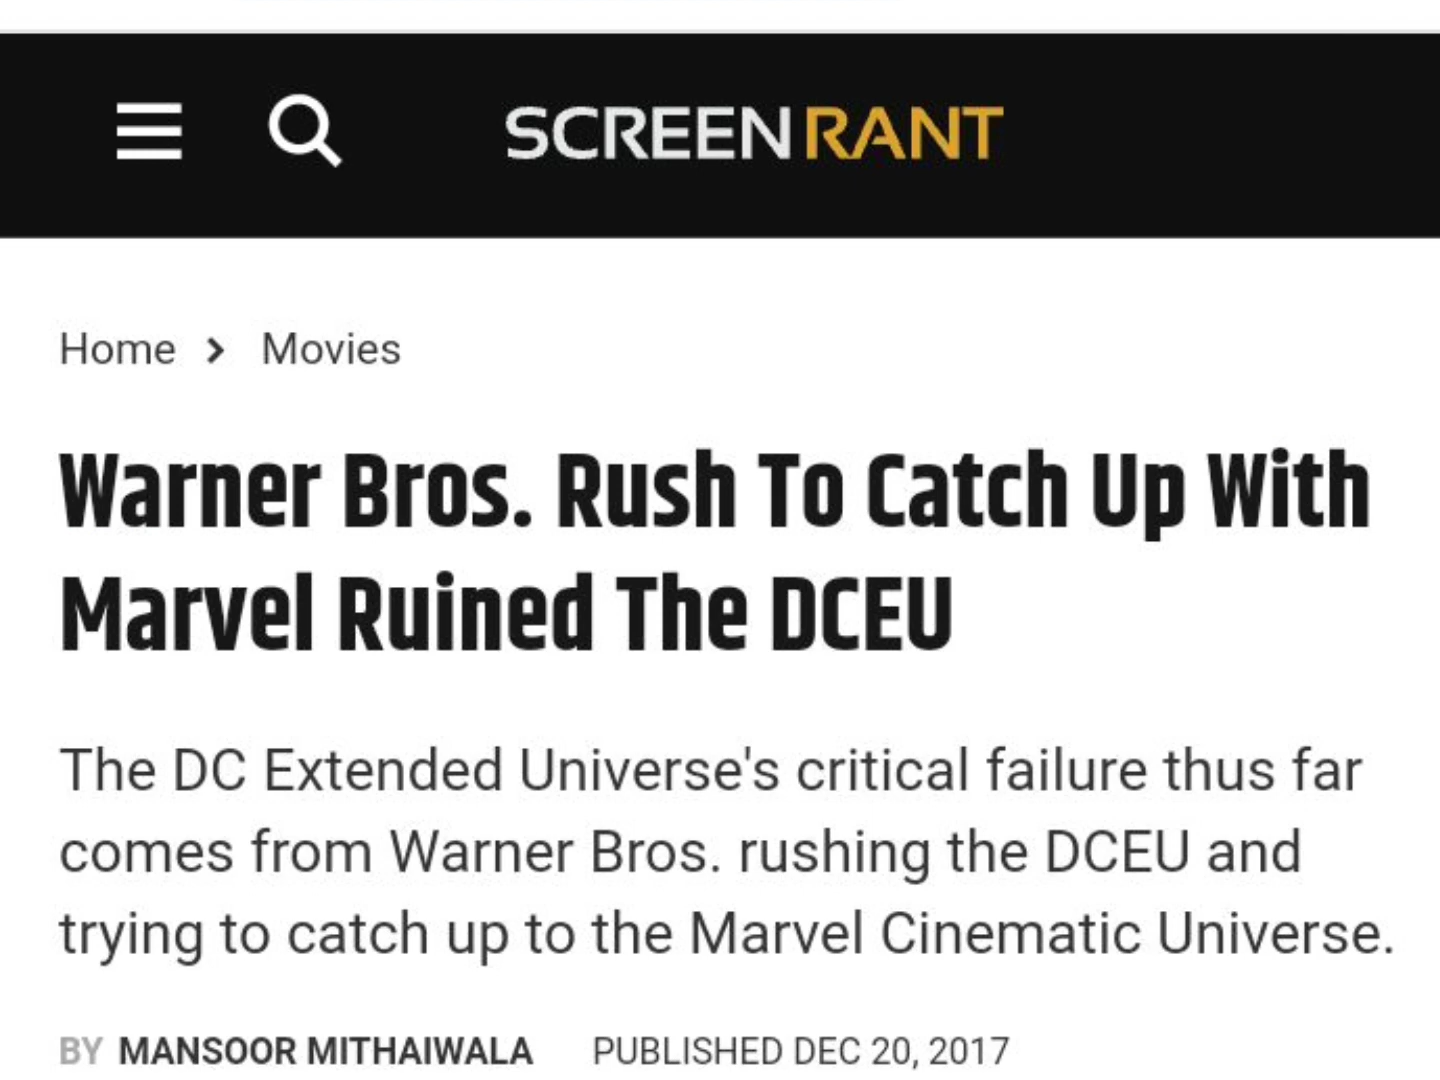 SCREENRANT
Home > Movies
Warner Bros. Rush To Catch Up With
Marvel Ruined The DCEU
The DC Extended Universe's critical failure thus far
comes from Warner Bros. rushing the DCEU and
trying to catch up to the Marvel Cinematic Universe.
BY MANSOOR MITHAIWALA PUBLISHED DEC 20, 2017